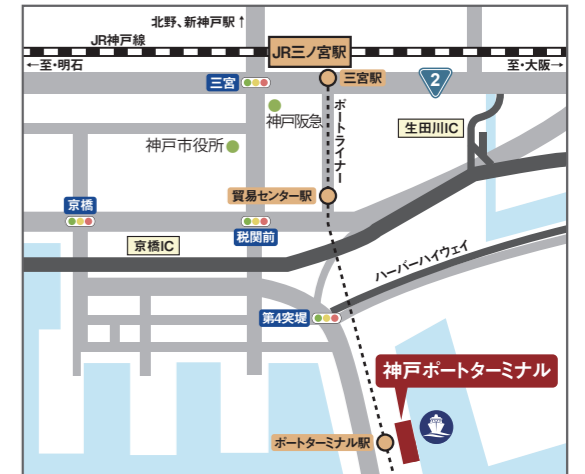 北野、新神戸駅↑
JR神戸線
JR三ノ宮駅
←至・明石
至・大阪→
三宮
三宮駅
2
神戸阪急
ポートライナー
生田川IC
神戸市役所
貿易センター駅
京橋
税関前
京橋IC
ハーバーハイウェイ
第4突堤
神戸ポートターミナル
ポートターミナル駅